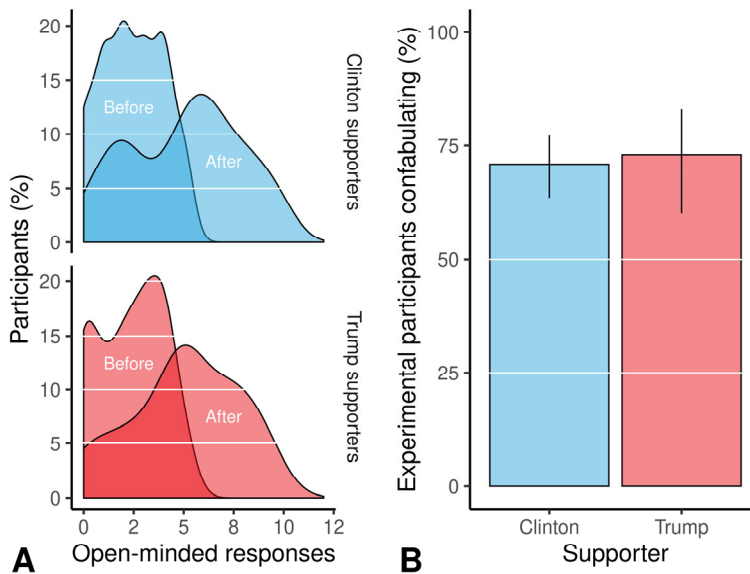 20
15
10
5
0
Before
After
Clinton supporters
20
15
10
5
0
Before
After
Trump supporters
Participants (%)
0 2 5 8 10 12
A Open-minded responses
100
75
50
25
0
Experimental participants confabulating (%)
Clinton Trump
B Supporter